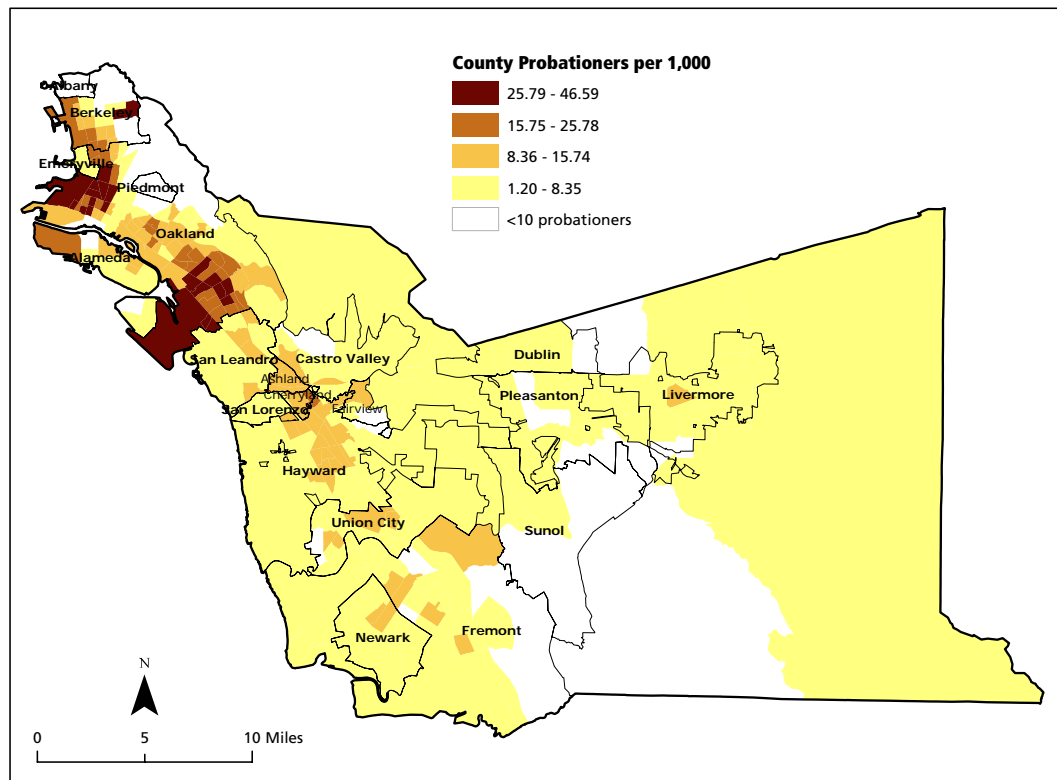 County Probationers per 1,000
25.79 - 46.59
15.75 - 25.78
8.36 - 15.74
1.20 - 8.35
<10 probationers
Albany
Berkeley
Emeryville
Piedmont
Oakland
Alameda
San Leandro
Castro Valley
Dublin
Ashland
Cherryland
Pleasanton
Livermore
San Lorenzo
Fairview
Hayward
Union City
Sunol
Newark
Fremont
N
0 5 10 Miles